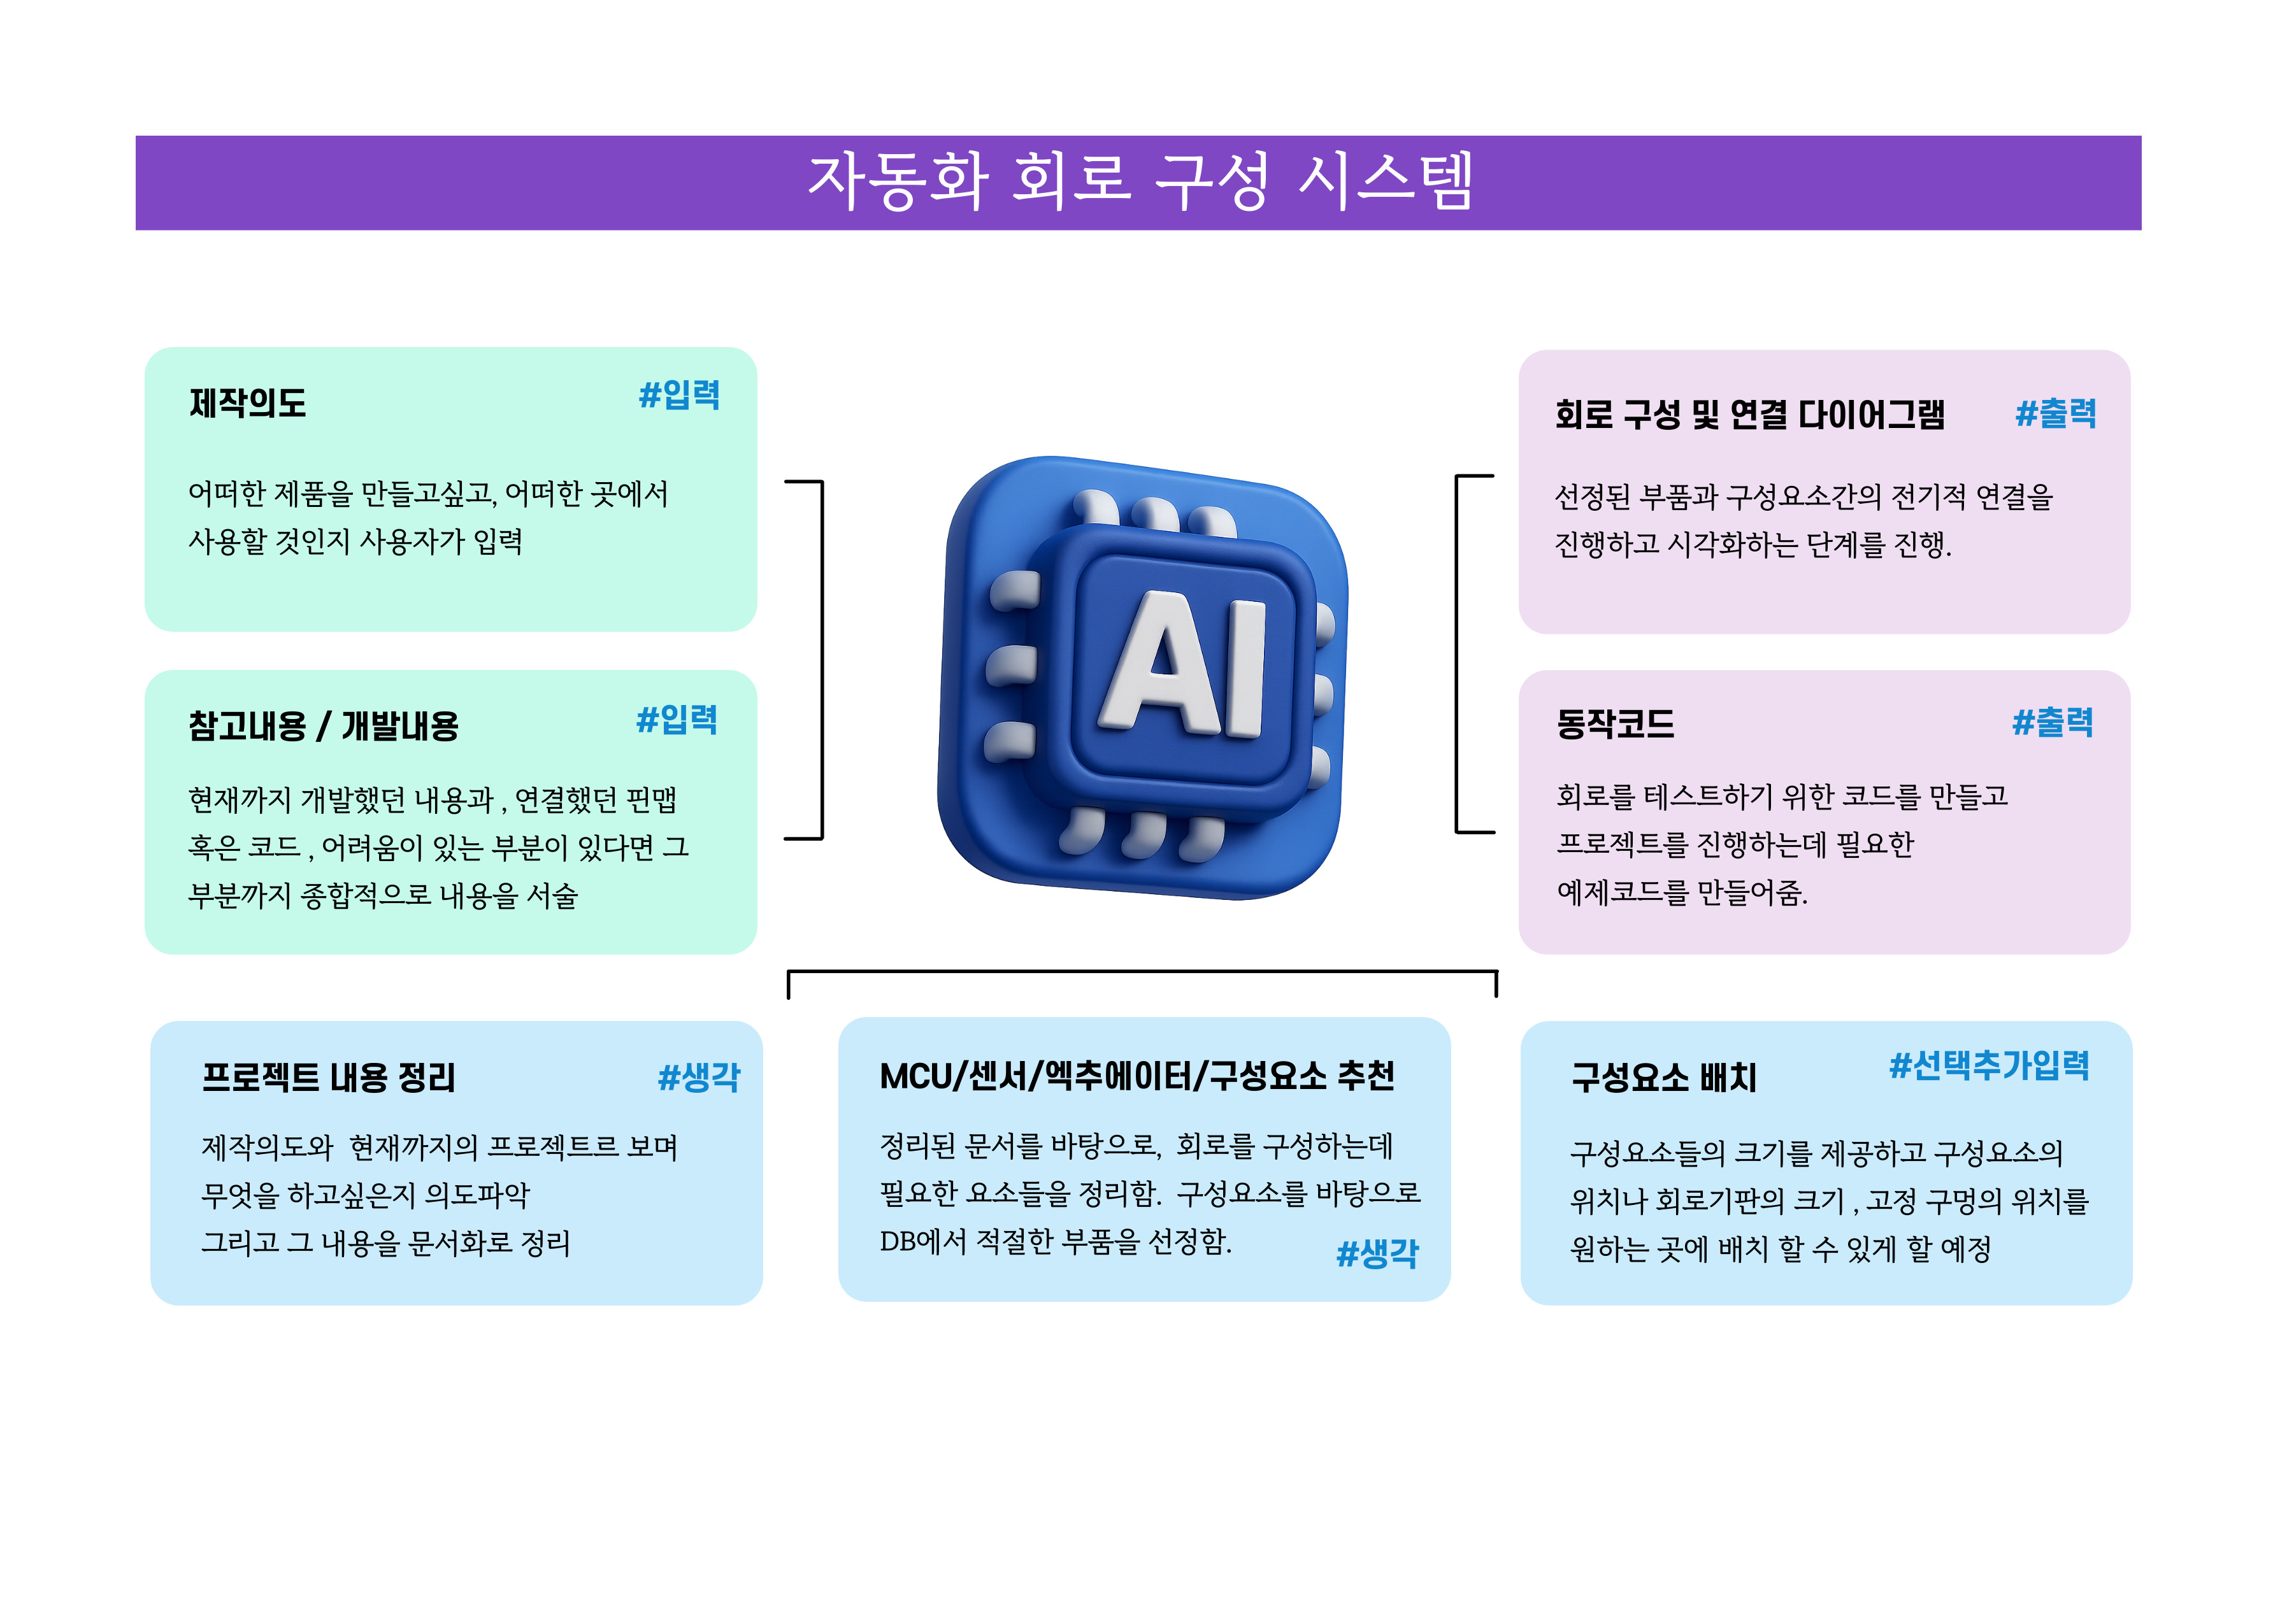 자동화 회로 구성 시스템
제작의도
#입력
어떠한 제품을 만들고싶고, 어떠한 곳에서
사용할 것인지 사용자가 입력
참고내용 / 개발내용
#입력
현재까지 개발했던 내용과 , 연결했던 핀맵
혹은 코드 , 어려움이 있는 부분이 있다면 그
부분까지 종합적으로 내용을 서술
AI
회로 구성 및 연결 다이어그램
#출력
선정된 부품과 구성요소간의 전기적 연결을
진행하고 시각화하는 단계를 진행.
동작코드
#출력
회로를 테스트하기 위한 코드를 만들고
프로젝트를 진행하는데 필요한
예제코드를 만들어줌.
프로젝트 내용 정리
#생각
제작의도와 현재까지의 프로젝트르 보며
무엇을 하고싶은지 의도파악
그리고 그 내용을 문서화로 정리
MCU/센서/엑추에이터/구성요소 추천
정리된 문서를 바탕으로, 회로를 구성하는데
필요한 요소들을 정리함. 구성요소를 바탕으로
DB에서 적절한 부품을 선정함.
#생각
구성요소 배치
#선택추가입력
구성요소들의 크기를 제공하고 구성요소의
위치나 회로기판의 크기 , 고정 구멍의 위치를
원하는 곳에 배치 할 수 있게 할 예정